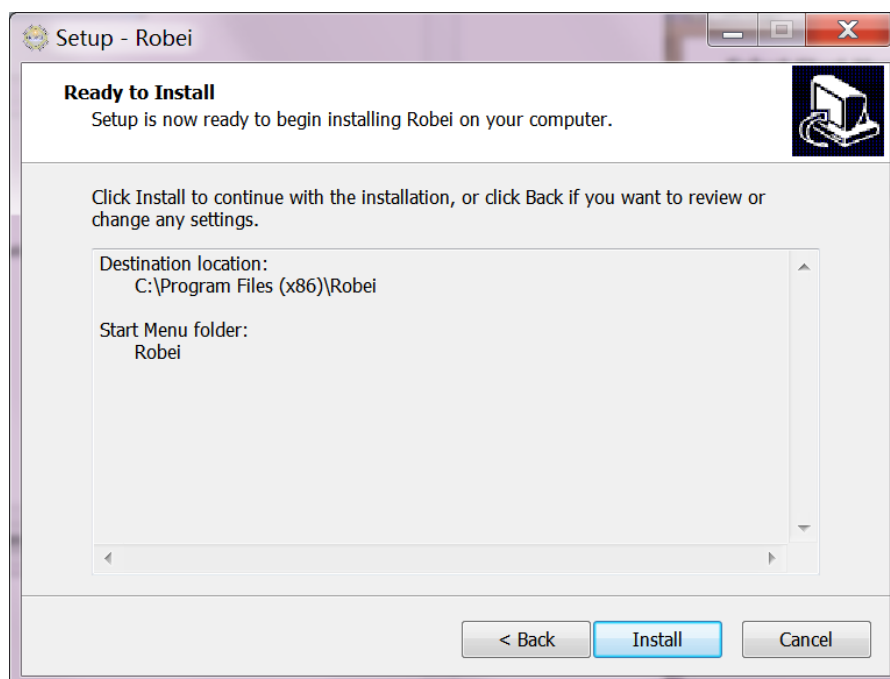 Setup - Robei
Ready to Install
Setup is now ready to begin installing Robei on your computer.
Click Install to continue with the installation, or click Back if you want to review or
change any settings.
Destination location:
C:\Program Files (x86)\Robei
Start Menu folder:
Robei
< Back
Install
Cancel